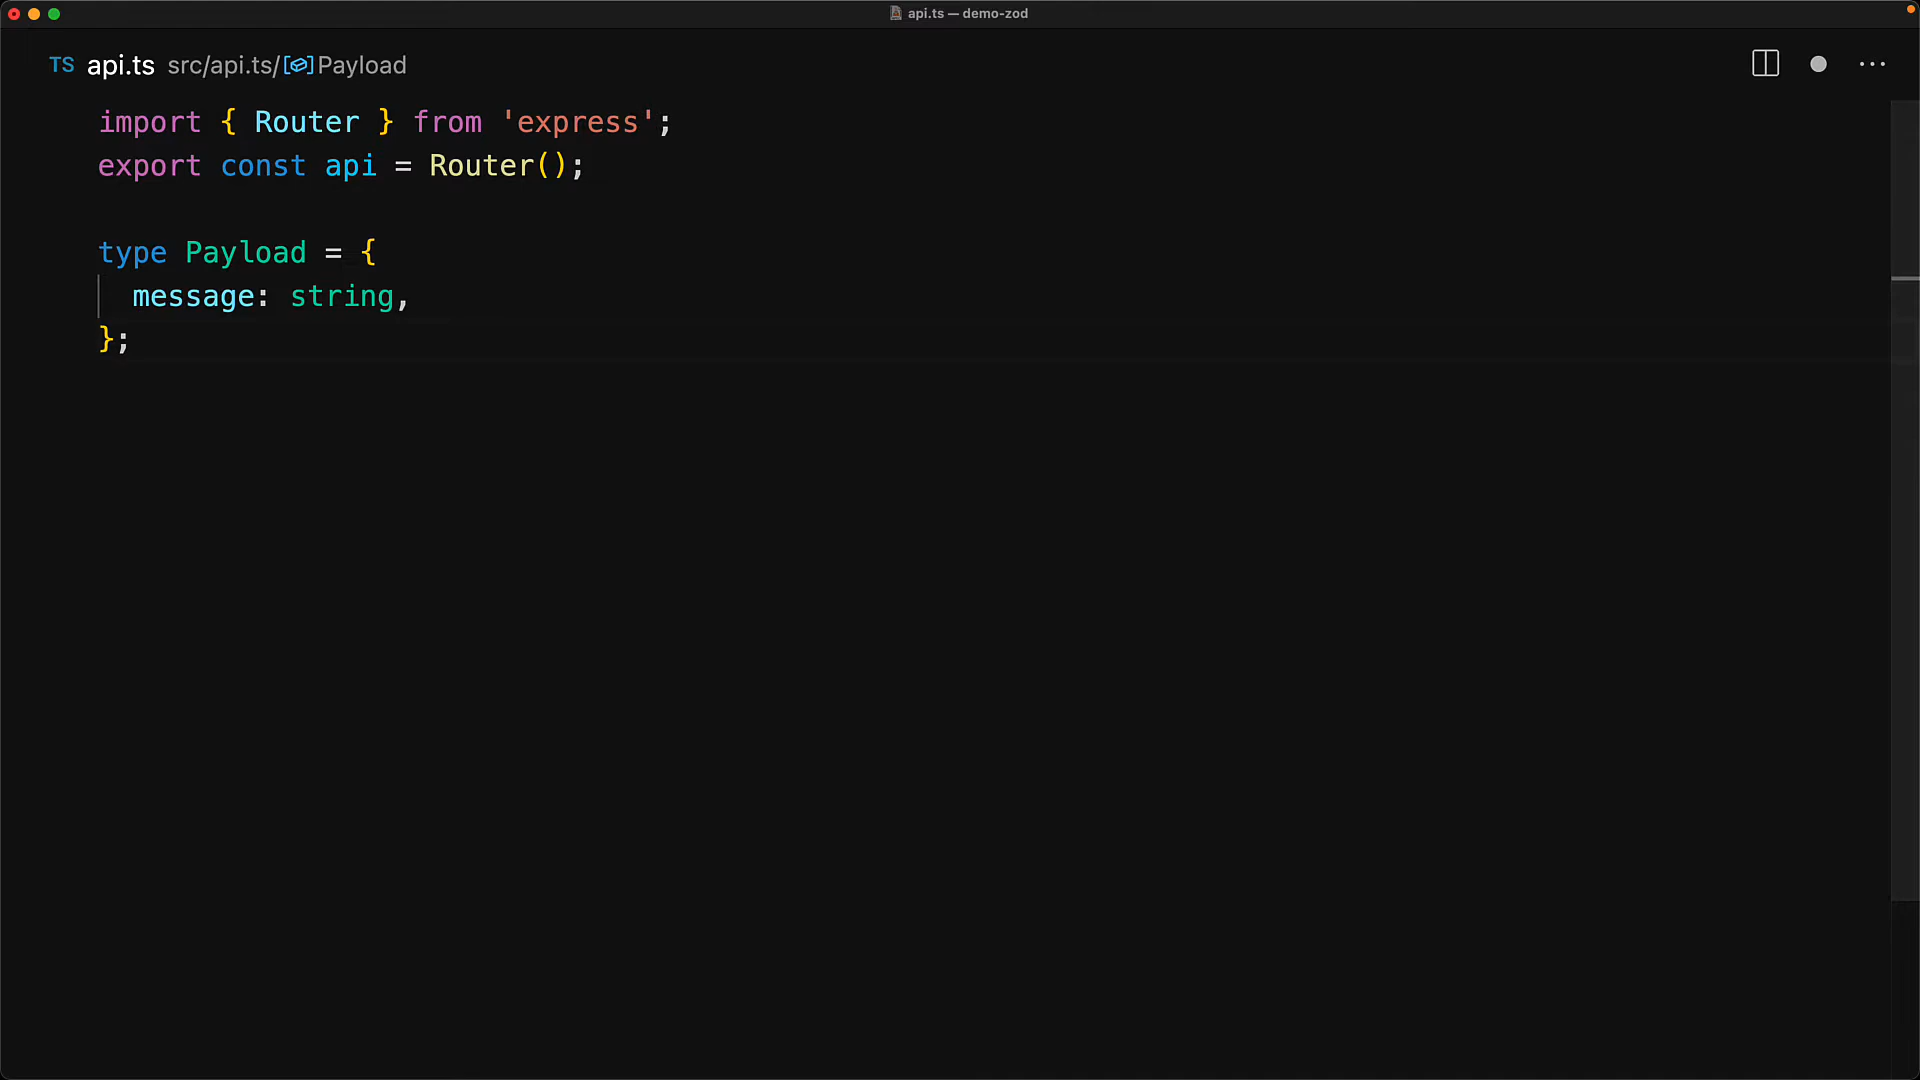 api.ts — demo-zod
TS api.ts src/api.ts/Payload
import { Router } from 'express';
export const api = Router();
type Payload = {
  message: string,
};